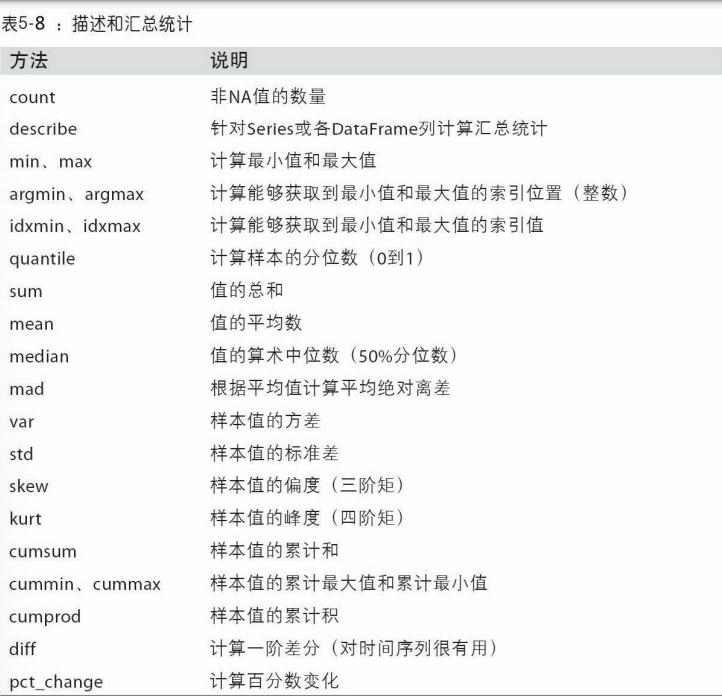 表5-8 ：描述和汇总统计
方法 说明
count 非NA值的数量
describe 针对Series或各DataFrame列计算汇总统计
min、max 计算最小值和最大值
argmin、argmax 计算能够获取到最小值和最大值的索引位置（整数）
idxmin、idxmax 计算能够获取到最小值和最大值的索引值
quantile 计算样本的分位数（0到1）
sum 值的总和
mean 值的平均数
median 值的算术中位数（50%分位数）
mad 根据平均值计算平均绝对离差
var 样本值的方差
std 样本值的标准差
skew 样本值的偏度（三阶矩）
kurt 样本值的峰度（四阶矩）
cumsum 样本值的累计和
cummin、cummax 样本值的累计最大值和累计最小值
cumprod 样本值的累计积
diff 计算一阶差分（对时间序列很有用）
pct_change 计算百分数变化